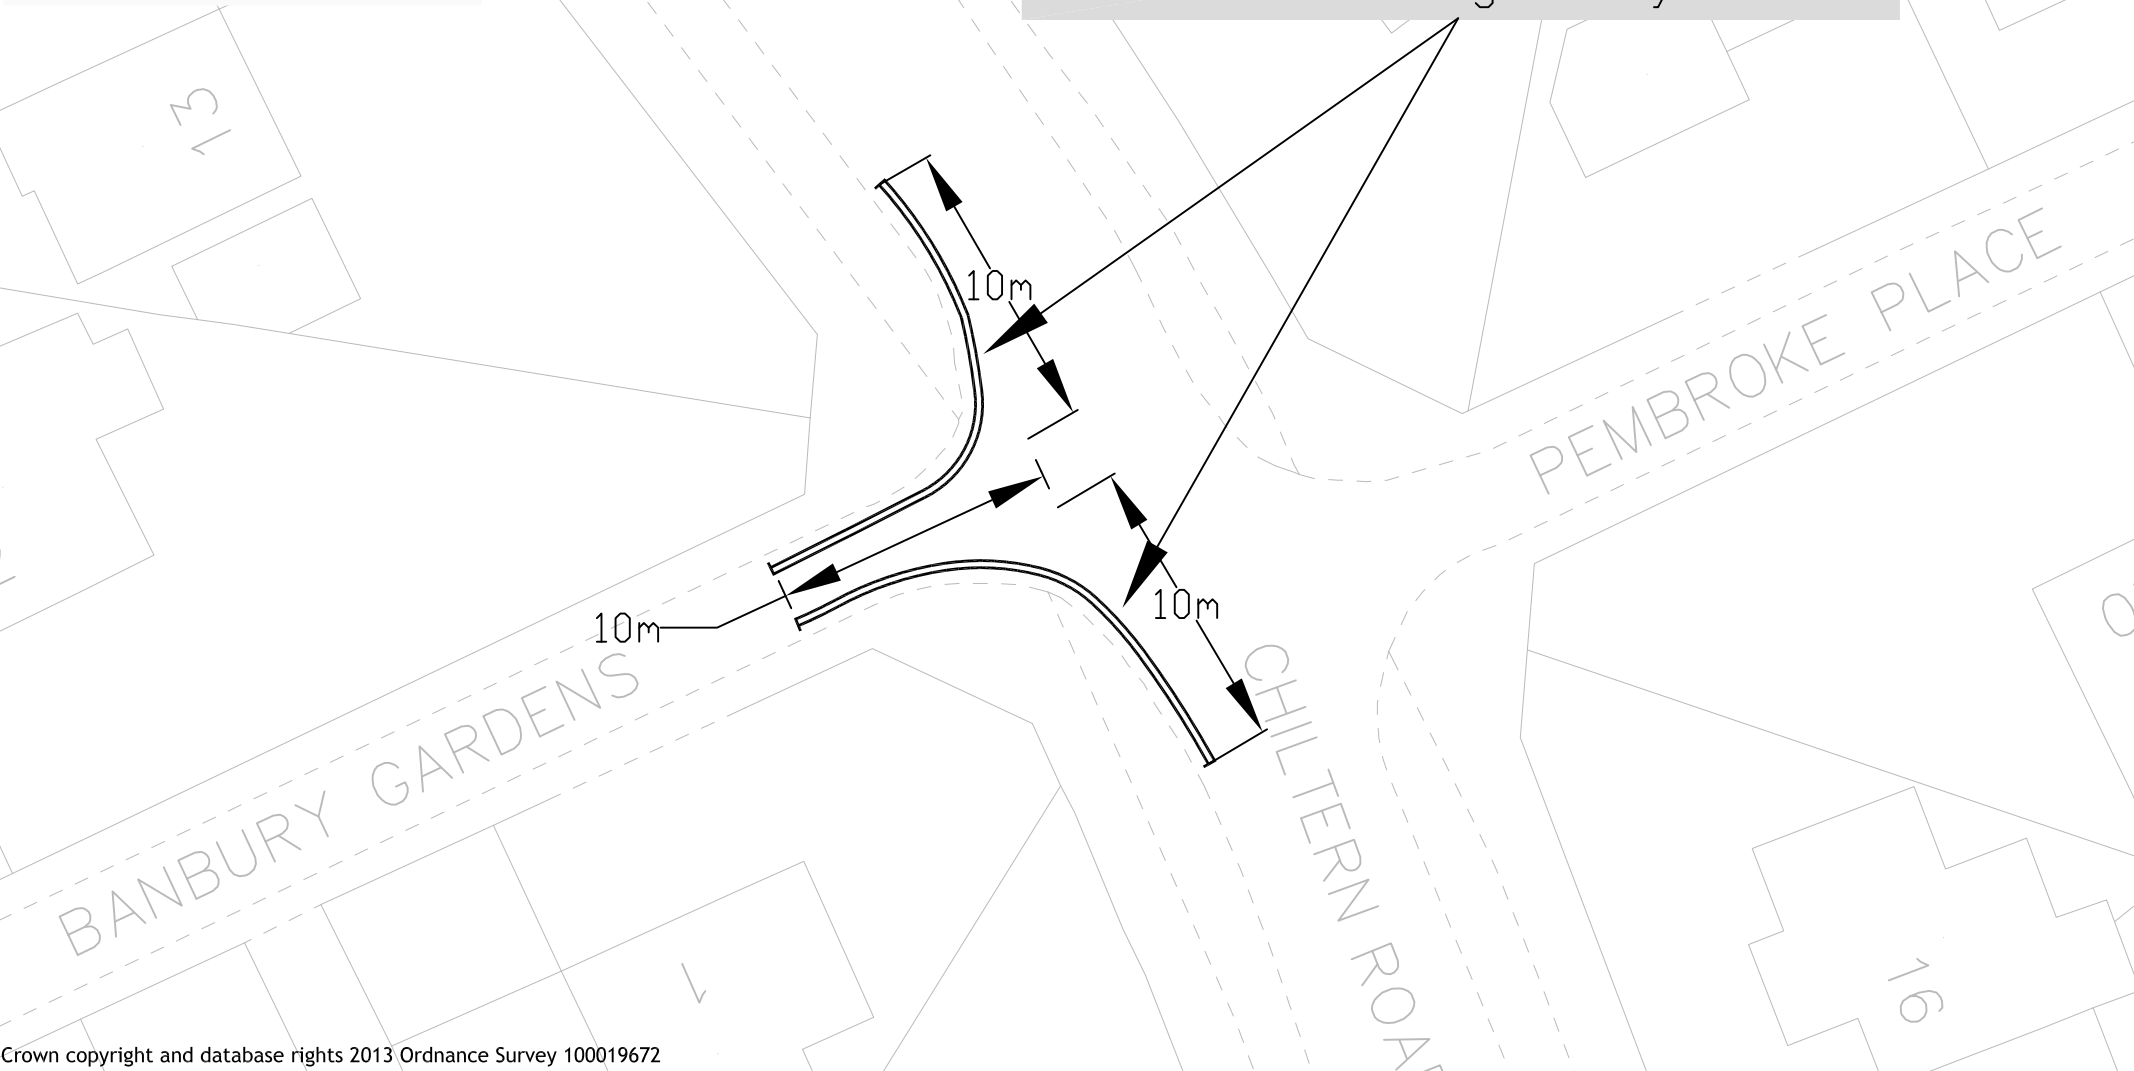 13
10m
PEMBROKE PLACE
10m
10m
BANBURY GARDENS
CHILTERN ROA
1
16
Crown copyright and database rights 2013 Ordnance Survey 100019672